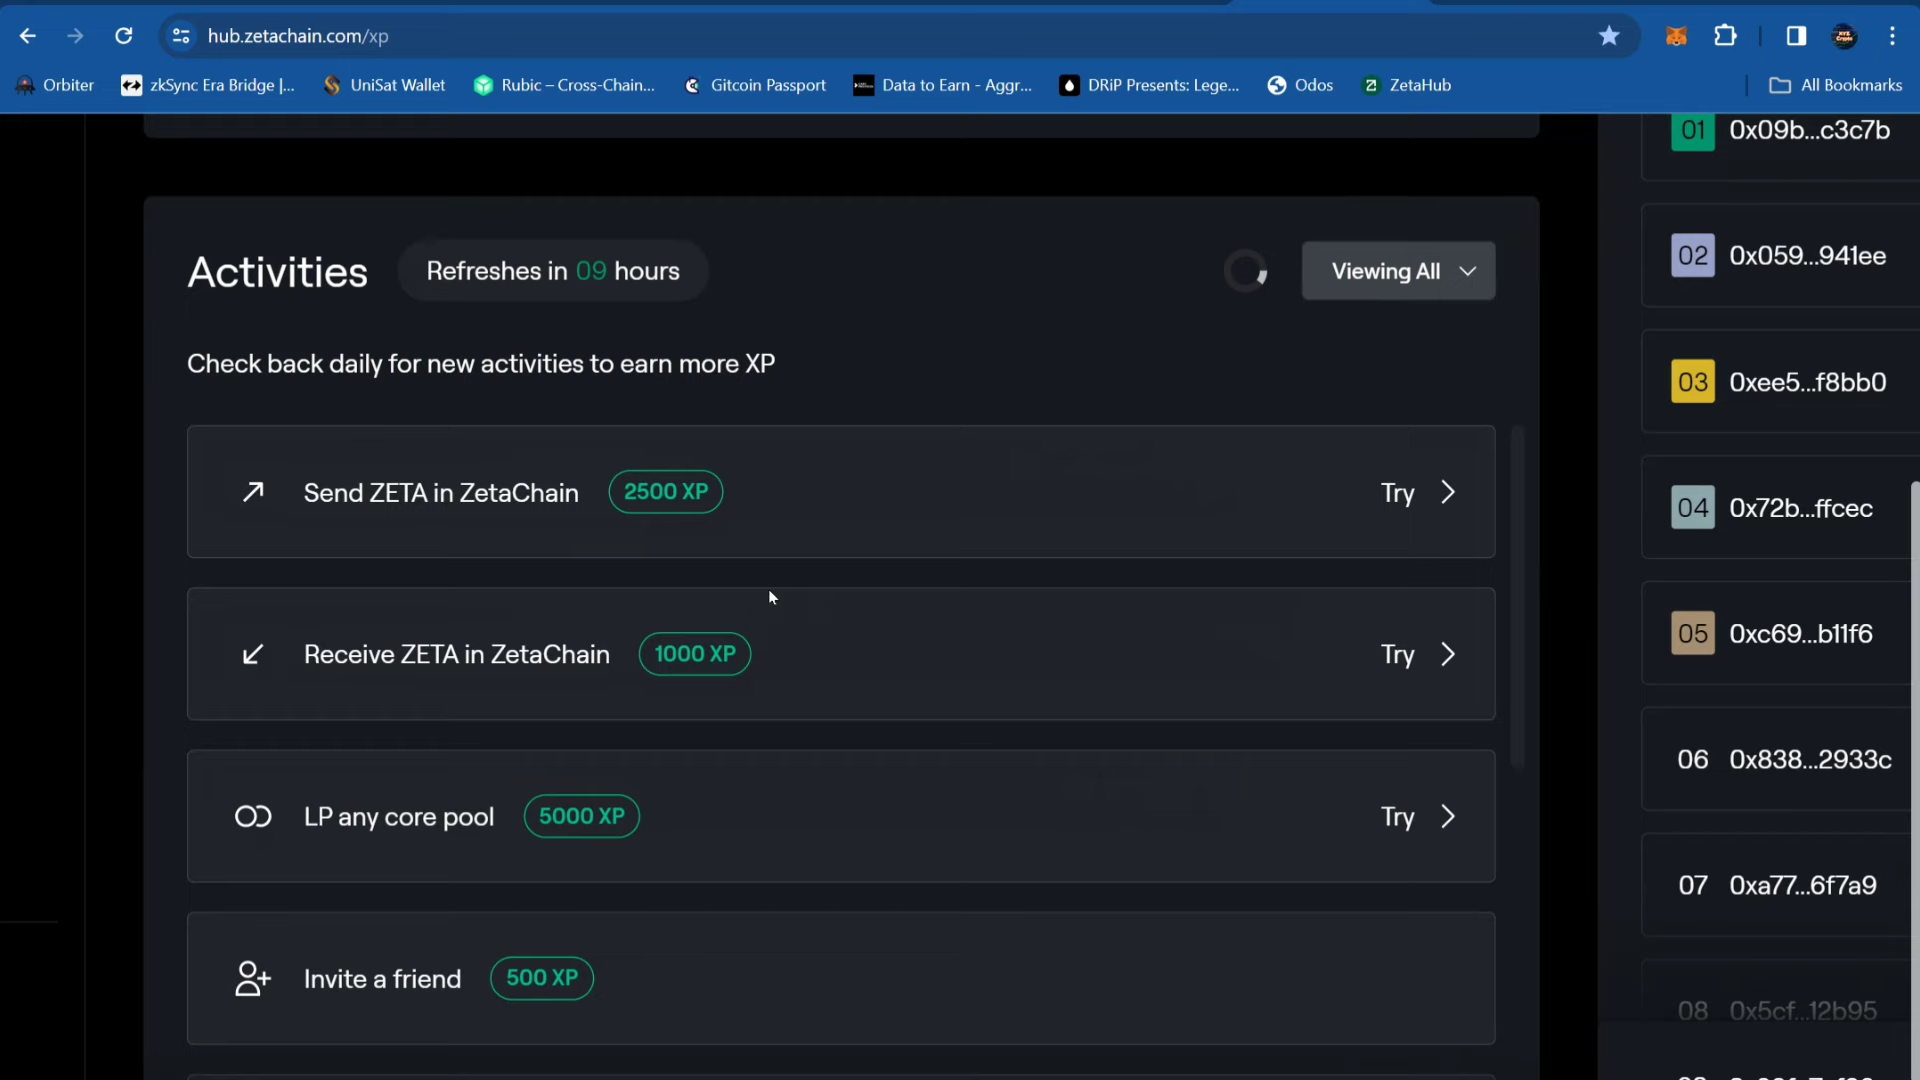 hub.zetachain.com/xp
Orbiter
zkSync Era Bridge |...
UniSat Wallet
Rubic – Cross-Chain...
Gitcoin Passport
Data to Earn - Aggr...
DRiP Presents: Lege...
Odos
ZetaHub
All Bookmarks
Activities
Refreshes in 09 hours
Viewing All
Check back daily for new activities to earn more XP
Send ZETA in ZetaChain 2500 XP Try
Receive ZETA in ZetaChain 1000 XP Try
LP any core pool 5000 XP Try
Invite a friend 500 XP
01 0x09b...c3c7b
02 0x059...941ee
03 0xee5...f8bb0
04 0x72b...ffcec
05 0xc69...b11f6
06 0x838...2933c
07 0xa77...6f7a9
08 0x5cf...12b95